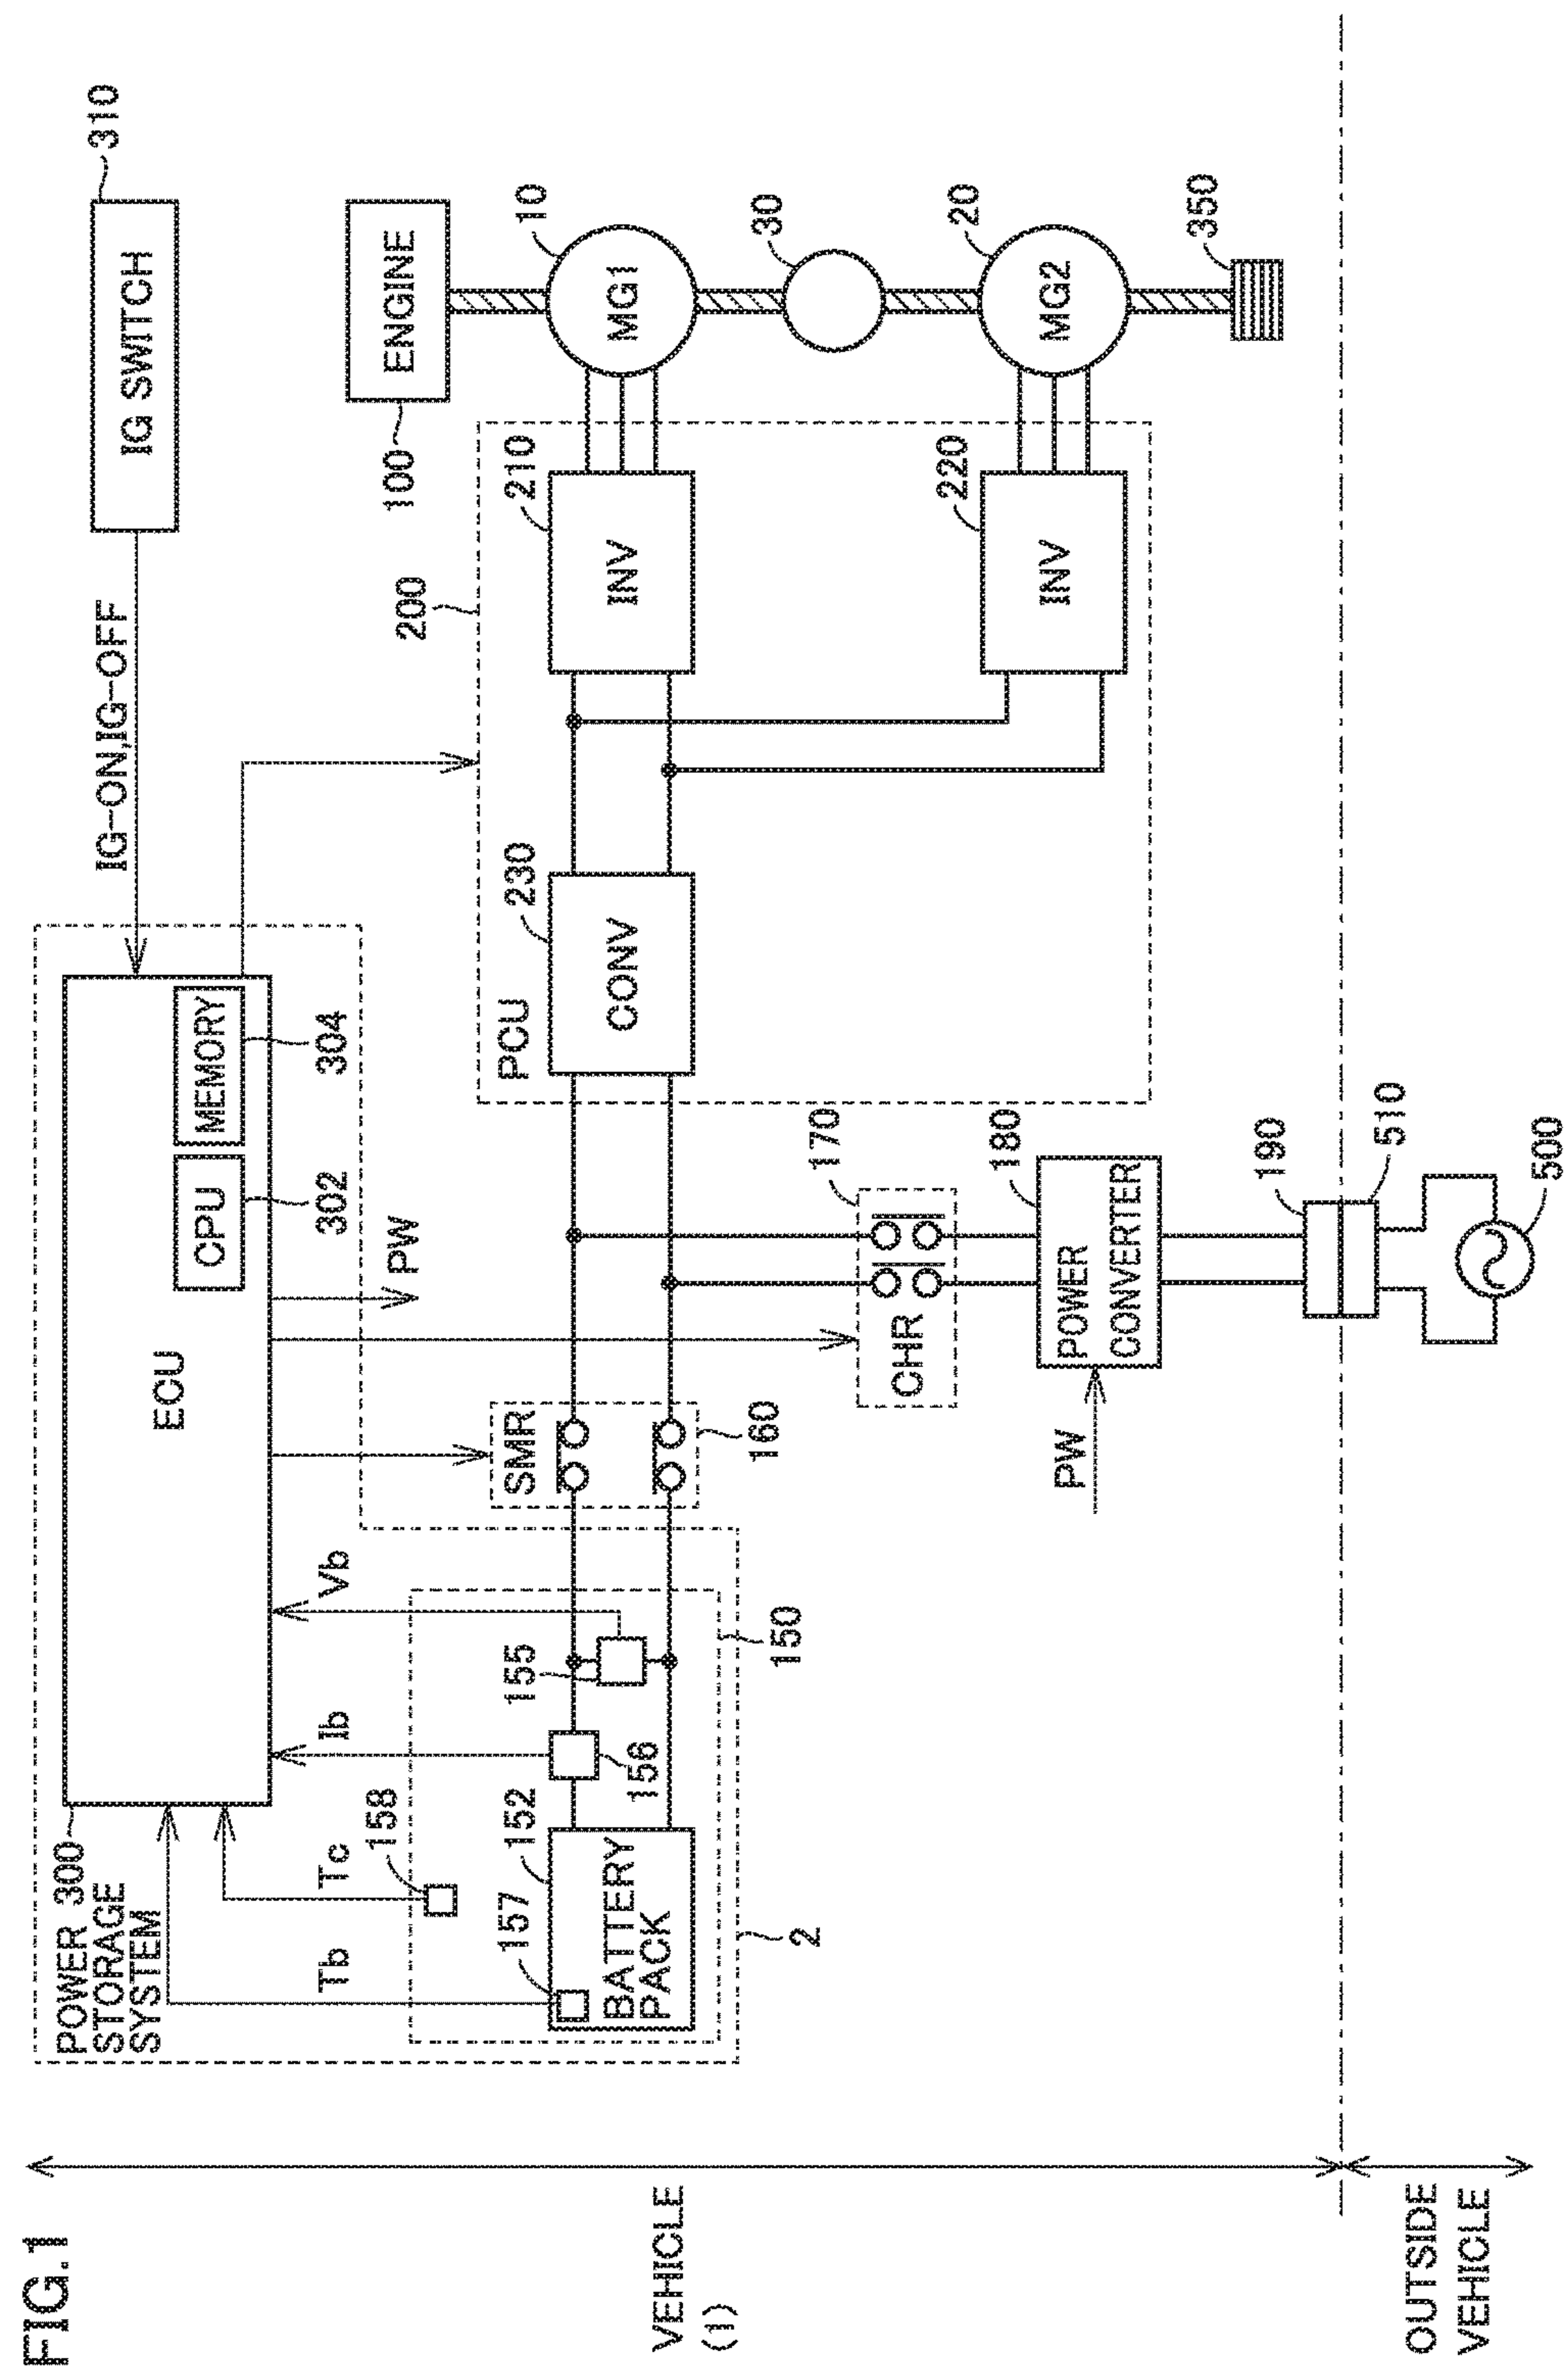 FIG.1
310
IG SWITCH
IG-ON,IG-OFF
POWER 300
STORAGE
SYSTEM
ECU
CPU
MEMORY
302
304
Tb
Tc
Ib
Vb
PW
158
100
ENGINE
200
157
152
156
155
SMR
PCU
230
210
10
BATTERY
PACK
CONV
INV
MG1
VEHICLE
(1)
160
150
2
30
170
CHR
180
220
20
PW
POWER
CONVERTER
INV
MG2
350
190
510
OUTSIDE
VEHICLE
500